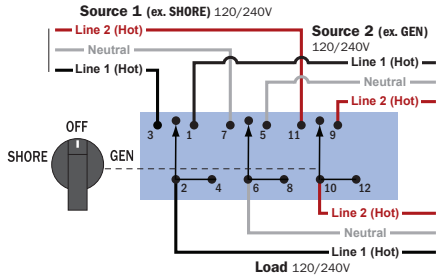 Source 1 (ex. SHORE) 120/240V
Line 2 (Hot)
Neutral
Line 1 (Hot)
Source 2 (ex. GEN)
120/240V
Line 1 (Hot)
Neutral
Line 2 (Hot)
3 1 7 5 11 9
OFF
SHORE GEN
2 4 6 8 10 12
Line 2 (Hot)
Neutral
Line 1 (Hot)
Load 120/240V